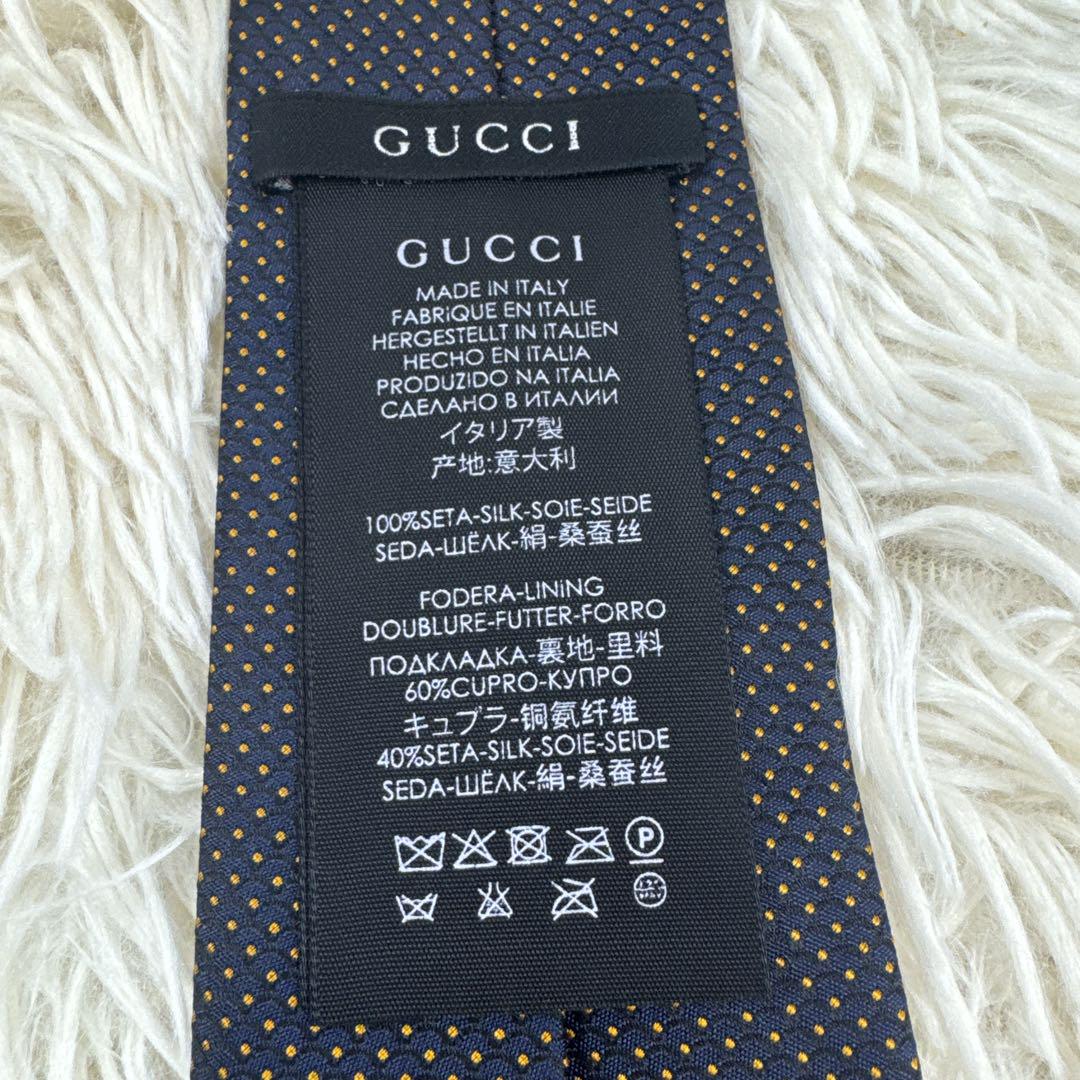 GUCCI
GUCCI
MADE IN ITALY
FABRiQUE EN ITALIE
HERGESTELLT IN ITALIEN
HECHO EN ITALIA
PRODUZIDO NA ITALIA
СДЕЛАНО В ИТАЛИИ
イタリア製
产地:意大利
100%SETA-SILK-SOIE-SEIDE
SEDA-ШЁЛК-絹-桑蚕丝
FODERA-LINiNG
DOUBLURE-FUTTER-FORRO
ПОДКЛАДКА-裏地-里料
60%CUPRO-КУПРО
キュプラ-铜氨纤维
40%SETA-SILK-SOIE-SEIDE
SEDA-ШЁЛК-絹-桑蚕丝
P